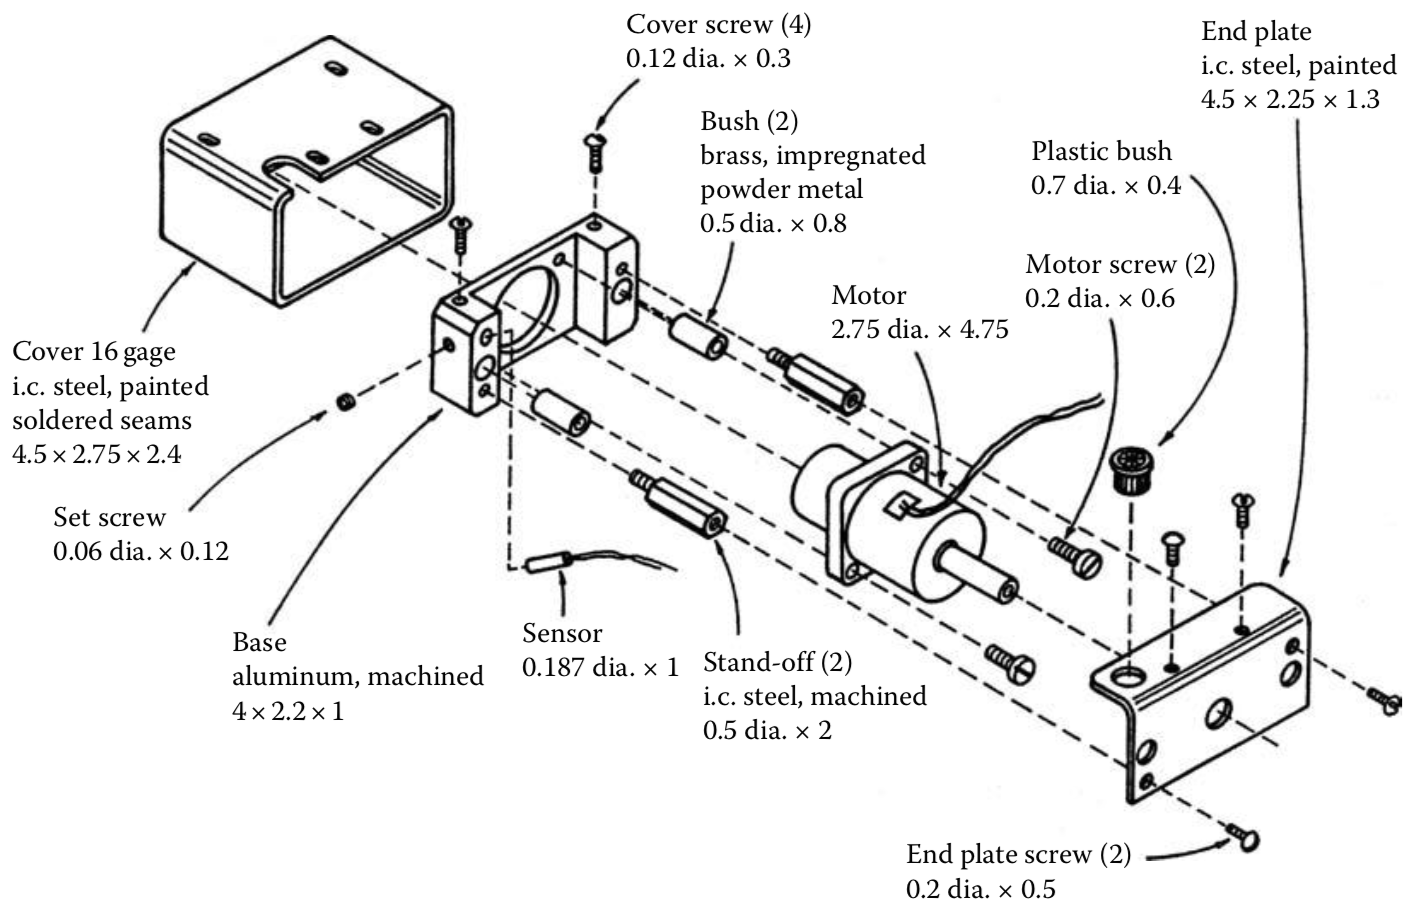 Cover screw (4)
0.12 dia. × 0.3
End plate
i.c. steel, painted
4.5 × 2.25 × 1.3
Bush (2)
brass, impregnated
powder metal
0.5 dia. × 0.8
Plastic bush
0.7 dia. × 0.4
Motor screw (2)
0.2 dia. × 0.6
Motor
2.75 dia. × 4.75
Cover 16 gage
i.c. steel, painted
soldered seams
4.5 × 2.75 × 2.4
Set screw
0.06 dia. × 0.12
Base
aluminum, machined
4 × 2.2 × 1
Sensor
0.187 dia. × 1
Stand-off (2)
i.c. steel, machined
0.5 dia. × 2
End plate screw (2)
0.2 dia. × 0.5